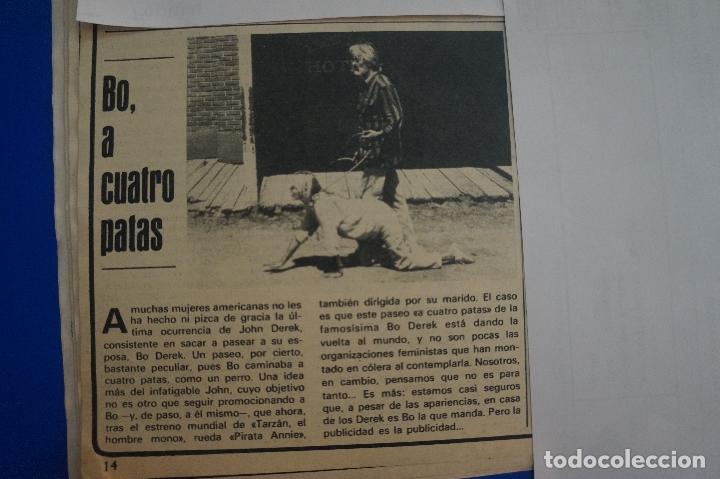 Bo,
a
cuatro
patas
HOT
A muchas mujeres americanas no les
ha hecho ni pizca de gracia la úl-
tima ocurrencia de John Derek,
consistente en sacar a pasear a su es-
posa, Bo Derek. Un paseo, por cierto,
bastante peculiar, pues Bo caminaba a
cuatro patas, como un perro. Una idea
más del infatigable John, cuyo objetivo
no es otro que seguir promocionando a
Bo —y, de paso, a él mismo—, que ahora,
tras el estreno mundial de «Tarzán, el
hombre mono», rueda «Pirata Annie»,
también dirigida por su marido. El caso
es que este paseo «a cuatro patas» de la
famosísima Bo Derek está dando la
vuelta al mundo, y no son pocas las
organizaciones feministas que han mon-
tado en cólera al contemplarla. Nosotros,
en cambio, pensamos que no es para
tanto... Es más: estamos casi seguros
que, a pesar de las apariencias, en casa
de los Derek es Bo la que manda. Pero la
publicidad es la publicidad...
14
todocoleccion